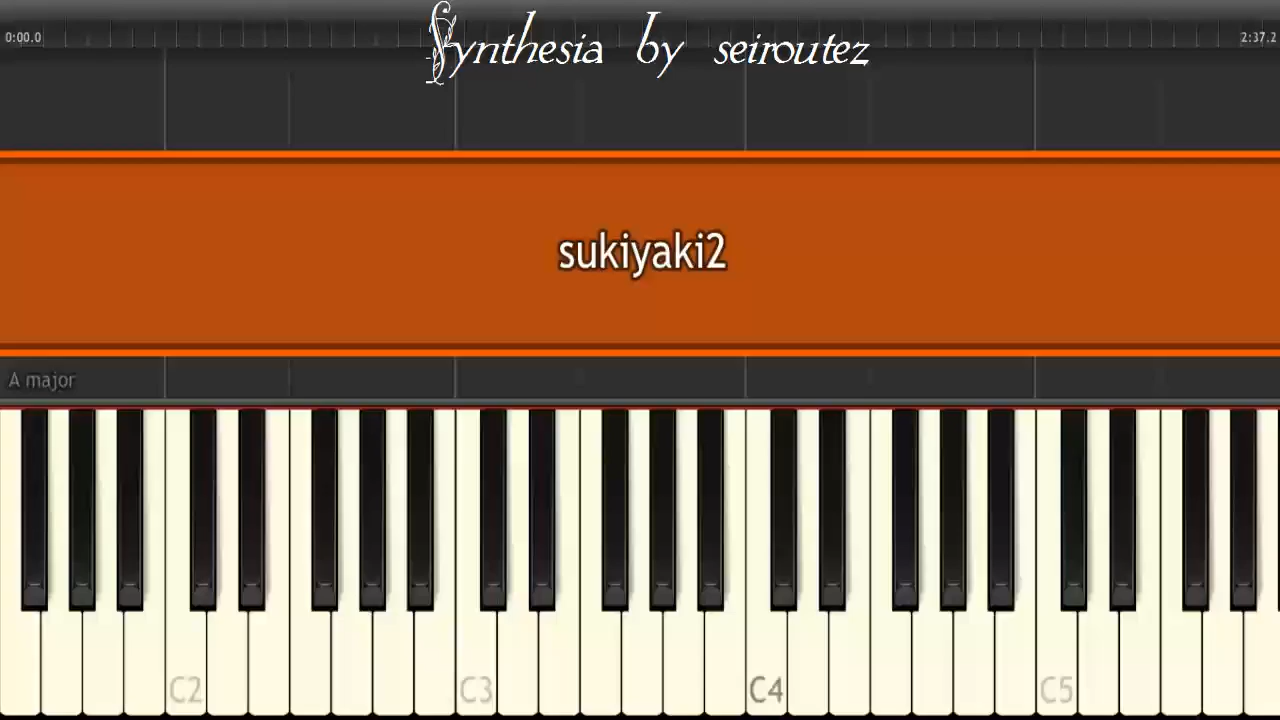 Synthesia by seiroutez
0:00.0
2:37.2
sukiyaki2
A major
C2
C3
C4
C5